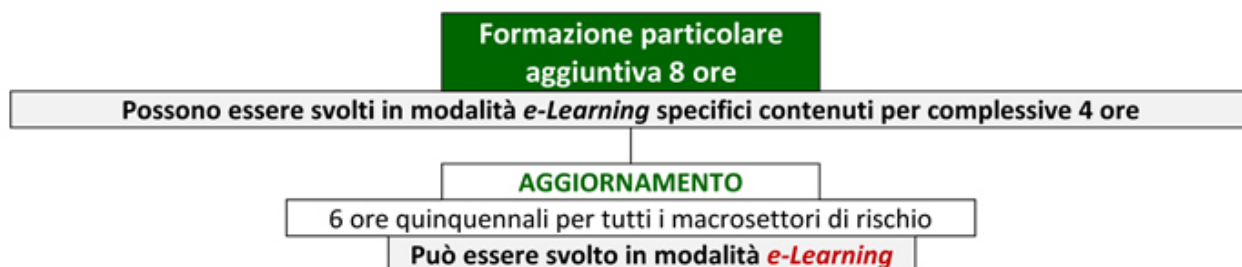 Formazione particolare
aggiuntiva 8 ore
Possono essere svolti in modalità e-Learning specifici contenuti per complessive 4 ore
AGGIORNAMENTO
6 ore quinquennali per tutti i macrosettori di rischio
Può essere svolto in modalità e-Learning